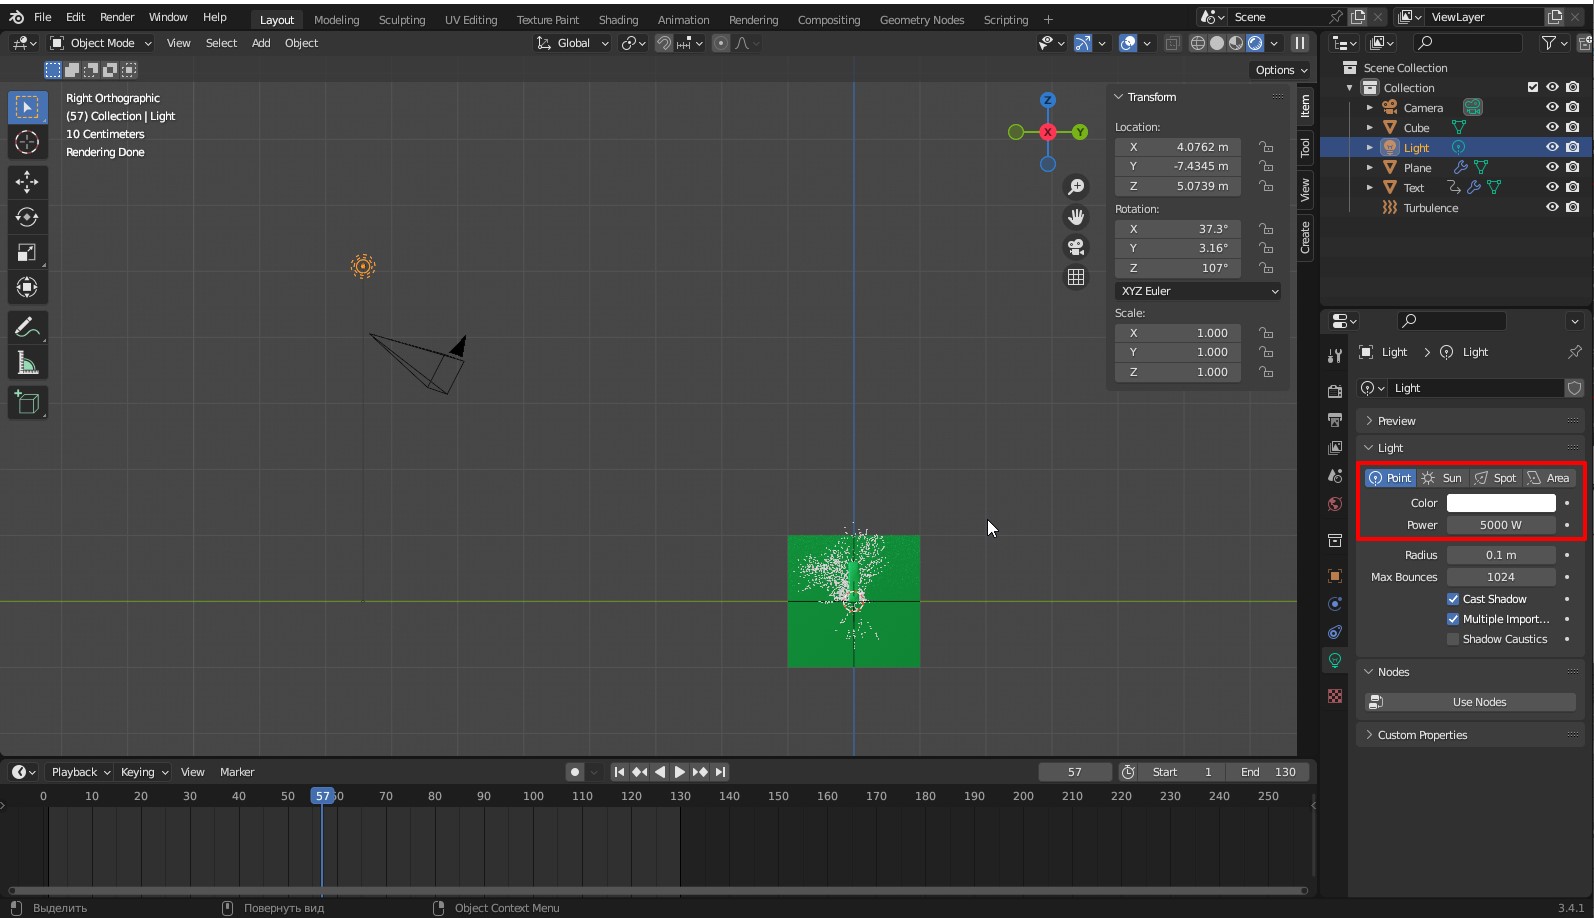 File Edit Render Window Help Layout Modeling Sculpting UV Editing Texture Paint Shading Animation Rendering Compositing Geometry Nodes Scripting + Scene ViewLayer
Object Mode View Select Add Object Global
Options
Right Orthographic
(57) Collection | Light
10 Centimeters
Rendering Done
Z
X
Y
Transform
Location:
X 4.0762 m
Y -7.4345 m
Z 5.0739 m
Rotation:
X 37.3°
Y 3.16°
Z 107°
XYZ Euler
Scale:
X 1.000
Y 1.000
Z 1.000
Item
Tool
View
Create
Scene Collection
Collection
Camera
Cube
Light
Plane
Text
Turbulence
Light > Light
Light
Preview
Light
Point Sun Spot Area
Color
Power 5000 W
Radius 0.1 m
Max Bounces 1024
Cast Shadow
Multiple Import...
Shadow Caustics
Nodes
Use Nodes
Custom Properties
Playback Keying View Marker 57 Start 1 End 130
0 10 20 30 40 50 57 60 70 80 90 100 110 120 130 140 150 160 170 180 190 200 210 220 230 240 250
Выделить Повернуть вид Object Context Menu 3.4.1